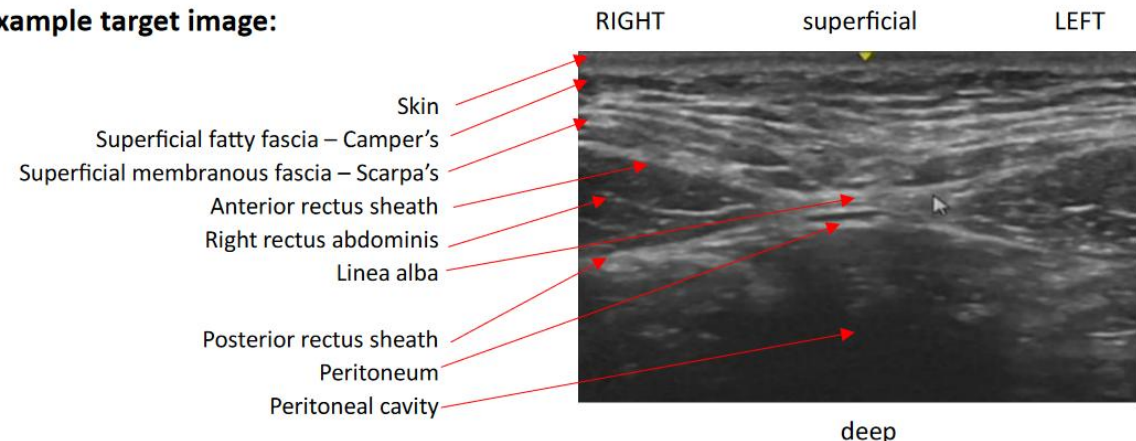 xample target image:
RIGHT superficial LEFT
Skin
Superficial fatty fascia – Camper's
Superficial membranous fascia – Scarpa's
Anterior rectus sheath
Right rectus abdominis
Linea alba
Posterior rectus sheath
Peritoneum
Peritoneal cavity
deep